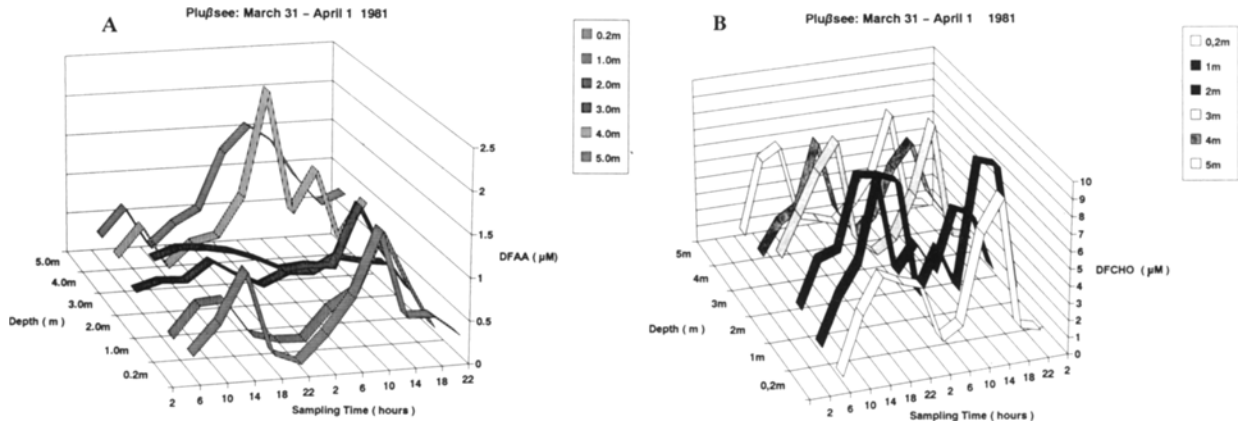 Pluβsee: March 31 – April 1 1981
A
0.2m
1.0m
2.0m
3.0m
4.0m
5.0m
2.5
2
1.5
1
0.5
0
DFAA ( µM)
5.0m
4.0m
3.0m
2.0m
1.0m
0.2m
Depth ( m )
2 6 10 14 18 22 2 6 10 14 18 22
Sampling Time ( hours )
Pluβsee: March 31 – April 1 1981
B
0,2m
1m
2m
3m
4m
5m
10
9
8
7
6
5
4
3
2
1
0
DFCHO ( µM)
5m
4m
3m
2m
1m
0,2m
Depth ( m )
2 6 10 14 18 22 2 6 10 14 18 22 2
Sampling Time ( hours )